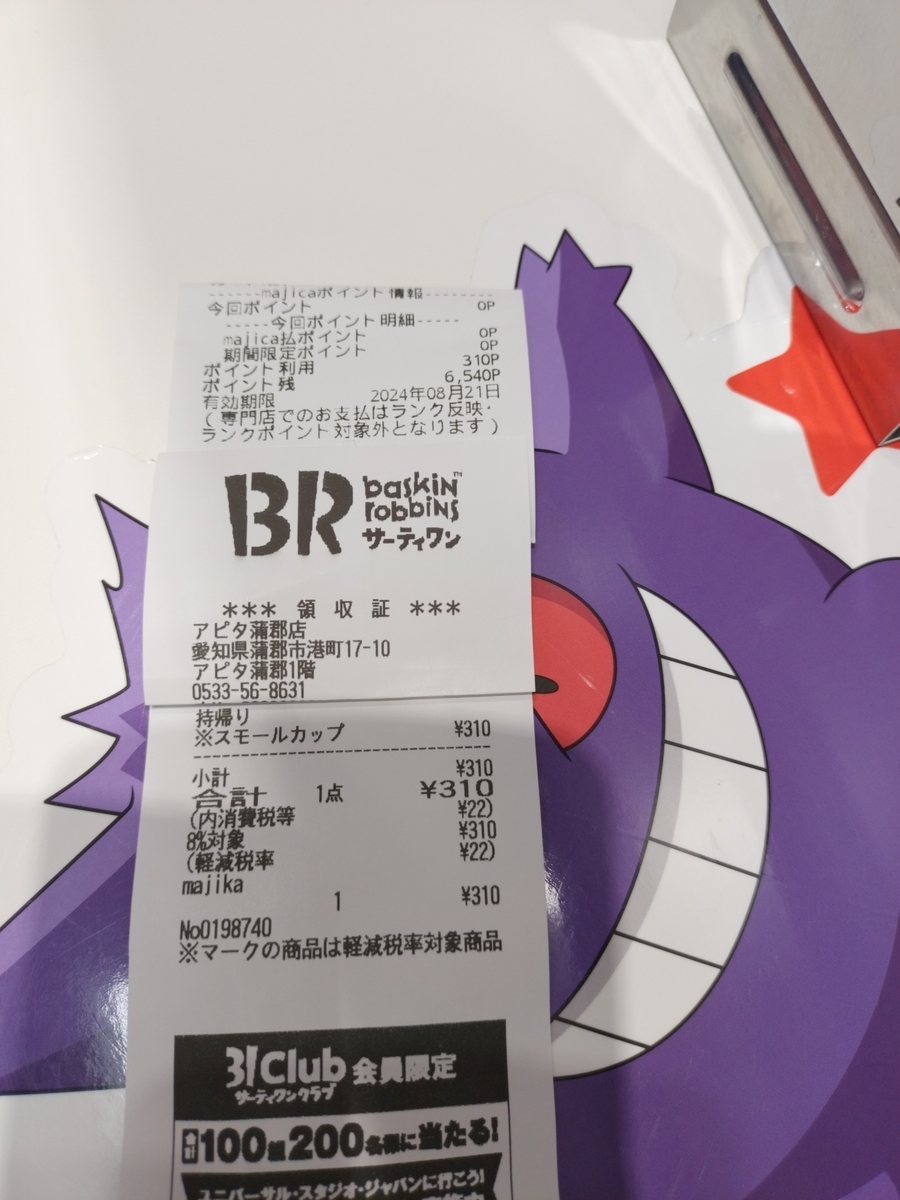 ------majicaポイント情報--------
今回ポイント 0P
-----今回ポイント明細-----
majica払ポイント 0P
期間限定ポイント 0P
ポイント利用 310P
ポイント残 6,540P
有効期限 2024年08月21日
(専門店でのお支払はランク反映・
ランクポイント対象外となります)
BR baskin robbins™ サーティワン
*** 領 収 証 ***
アピタ蒲郡店
愛知県蒲郡市港町17-10
アピタ蒲郡1階
0533-56-8631
持帰り
※スモールカップ ¥310
小計 ¥310
合計 1点 ¥310
(内消費税等 ¥22)
8%対象 ¥310
(軽減税率 ¥22)
majika
1 ¥310
No0198740
※マークの商品は軽減税率対象商品
31Club 会員限定
サーティワンクラブ
合計100組200名様に当たる!
ユニバーサル・スタジオ・ジャパンに行こう!